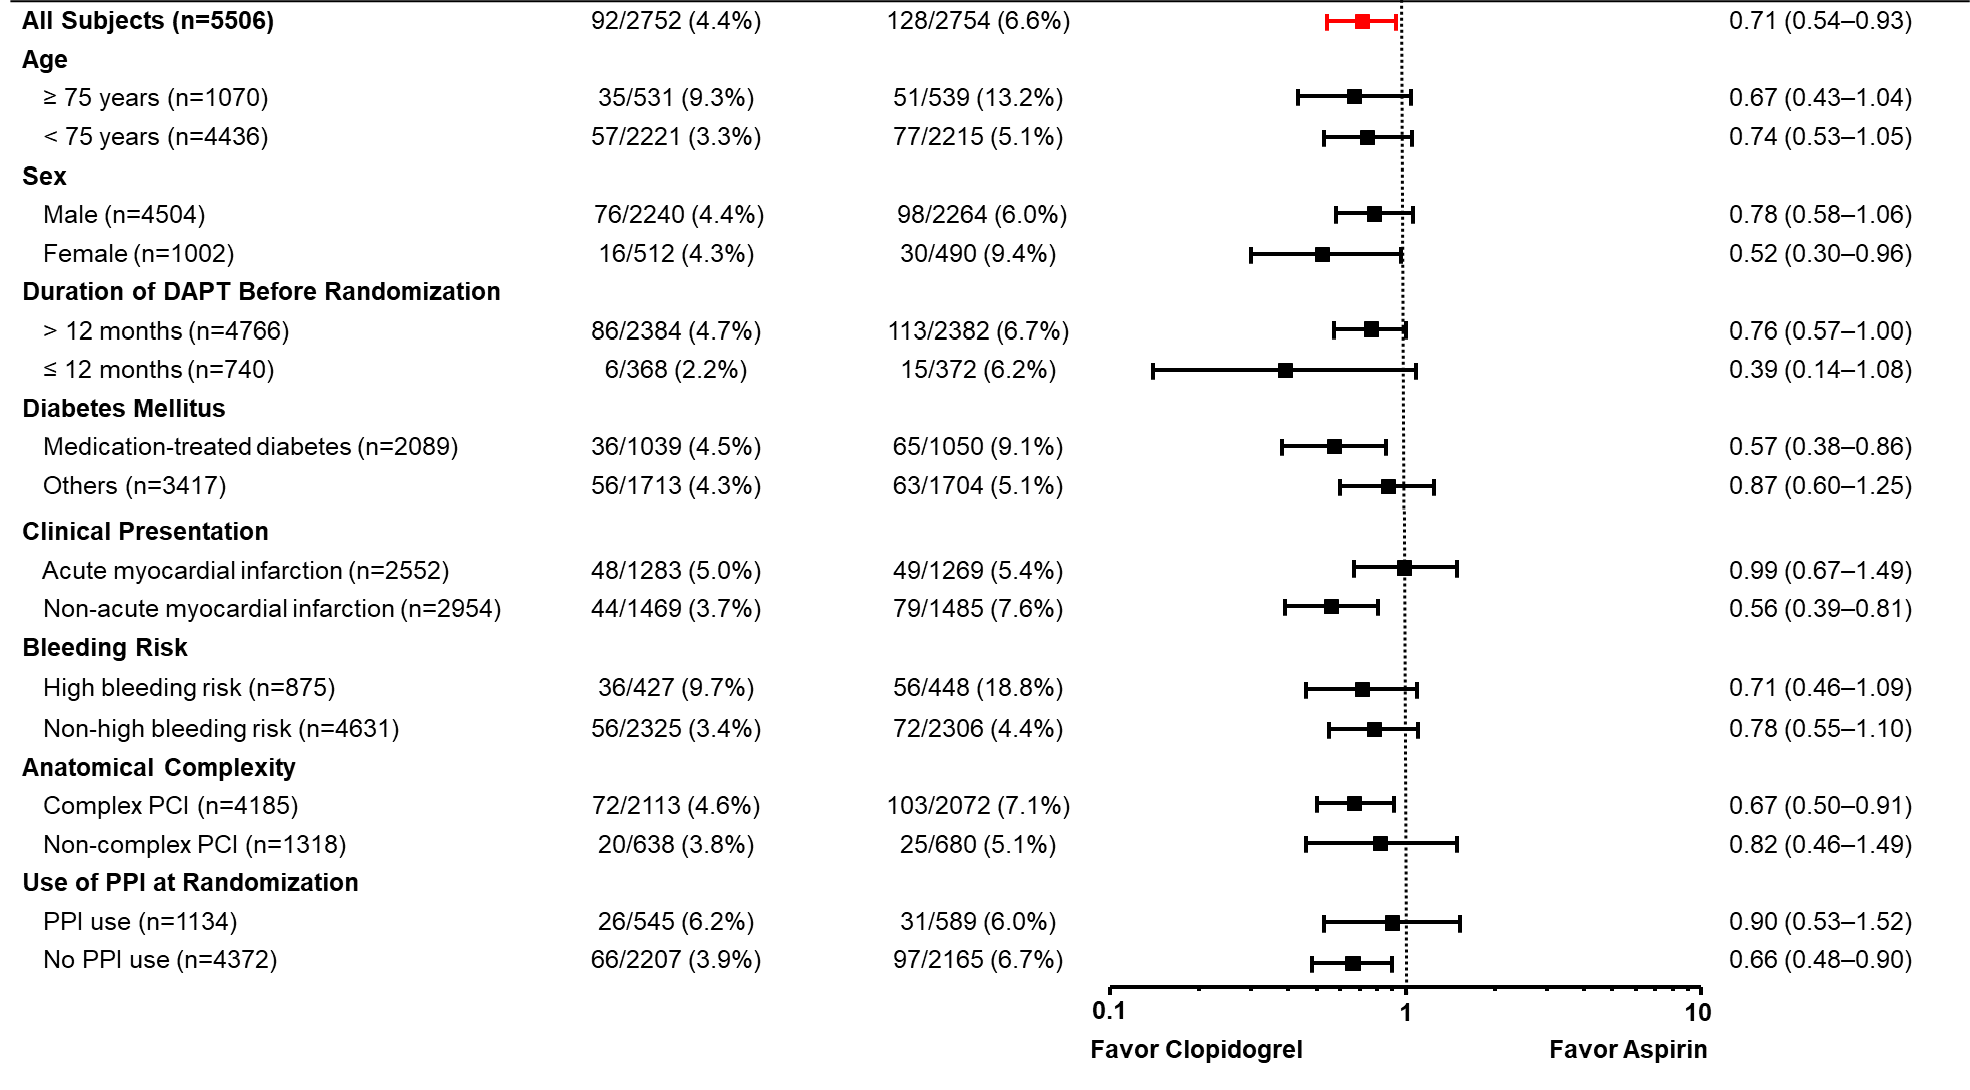 All Subjects (n=5506) 92/2752 (4.4%) 128/2754 (6.6%) 0.71 (0.54–0.93)
Age
≥ 75 years (n=1070) 35/531 (9.3%) 51/539 (13.2%) 0.67 (0.43–1.04)
< 75 years (n=4436) 57/2221 (3.3%) 77/2215 (5.1%) 0.74 (0.53–1.05)
Sex
Male (n=4504) 76/2240 (4.4%) 98/2264 (6.0%) 0.78 (0.58–1.06)
Female (n=1002) 16/512 (4.3%) 30/490 (9.4%) 0.52 (0.30–0.96)
Duration of DAPT Before Randomization
> 12 months (n=4766) 86/2384 (4.7%) 113/2382 (6.7%) 0.76 (0.57–1.00)
≤ 12 months (n=740) 6/368 (2.2%) 15/372 (6.2%) 0.39 (0.14–1.08)
Diabetes Mellitus
Medication-treated diabetes (n=2089) 36/1039 (4.5%) 65/1050 (9.1%) 0.57 (0.38–0.86)
Others (n=3417) 56/1713 (4.3%) 63/1704 (5.1%) 0.87 (0.60–1.25)
Clinical Presentation
Acute myocardial infarction (n=2552) 48/1283 (5.0%) 49/1269 (5.4%) 0.99 (0.67–1.49)
Non-acute myocardial infarction (n=2954) 44/1469 (3.7%) 79/1485 (7.6%) 0.56 (0.39–0.81)
Bleeding Risk
High bleeding risk (n=875) 36/427 (9.7%) 56/448 (18.8%) 0.71 (0.46–1.09)
Non-high bleeding risk (n=4631) 56/2325 (3.4%) 72/2306 (4.4%) 0.78 (0.55–1.10)
Anatomical Complexity
Complex PCI (n=4185) 72/2113 (4.6%) 103/2072 (7.1%) 0.67 (0.50–0.91)
Non-complex PCI (n=1318) 20/638 (3.8%) 25/680 (5.1%) 0.82 (0.46–1.49)
Use of PPI at Randomization
PPI use (n=1134) 26/545 (6.2%) 31/589 (6.0%) 0.90 (0.53–1.52)
No PPI use (n=4372) 66/2207 (3.9%) 97/2165 (6.7%) 0.66 (0.48–0.90)
0.1 1 10
Favor Clopidogrel Favor Aspirin